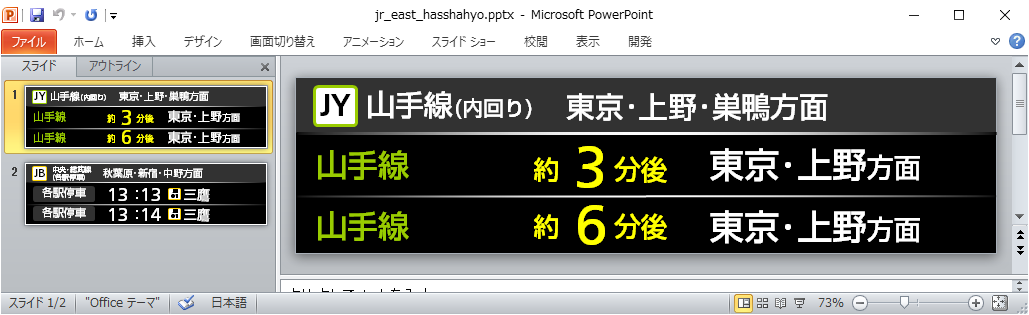 jr_east_hasshahyo.pptx - Microsoft PowerPoint
ファイル ホーム 挿入 デザイン 画面切り替え アニメーション スライド ショー 校閲 表示 開発
スライド アウトライン
1
JY 山手線(内回り) 東京・上野・巣鴨方面
山手線 約 3 分後 東京・上野方面
山手線 約 6 分後 東京・上野方面
2
JB 中央・総武線 (各駅停車) 秋葉原・新宿・中野方面
各駅停車 13:13 三鷹
各駅停車 13:14 三鷹
JY 山手線(内回り) 東京・上野・巣鴨方面
山手線 約 3 分後 東京・上野方面
山手線 約 6 分後 東京・上野方面
スライド 1/2 "Office テーマ" 日本語 73%